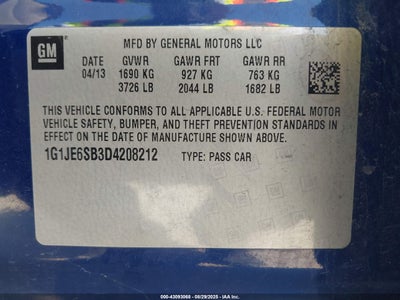 GM
MFD BY GENERAL MOTORS LLC
DATE GVWR GAWR FRT GAWR RR
04/13 1690 KG 927 KG 763 KG
3726 LB 2044 LB 1682 LB
THIS VEHICLE CONFORMS TO ALL APPLICABLE U.S. FEDERAL MOTOR
VEHICLE SAFETY, BUMPER, AND THEFT PREVENTION STANDARDS IN
EFFECT ON THE DATE OF MANUFACTURE SHOWN ABOVE.
1G1JE6SB3D4208212 TYPE: PASS CAR
(500)-43093068 - (08/29/2025) - (IAA Inc.)